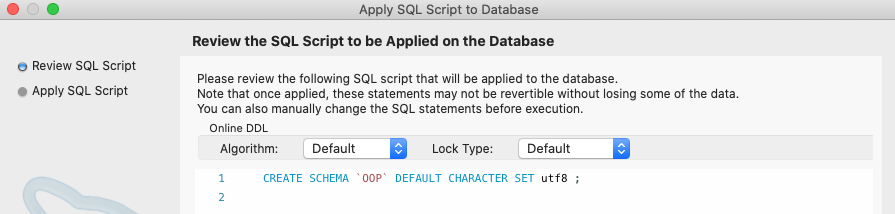 Apply SQL Script to Database
Review the SQL Script to be Applied on the Database
Review SQL Script
Apply SQL Script
Please review the following SQL script that will be applied to the database.
Note that once applied, these statements may not be revertible without losing some of the data.
You can also manually change the SQL statements before execution.
Online DDL
Algorithm: Default Lock Type: Default
1 CREATE SCHEMA `OOP` DEFAULT CHARACTER SET utf8 ;
2